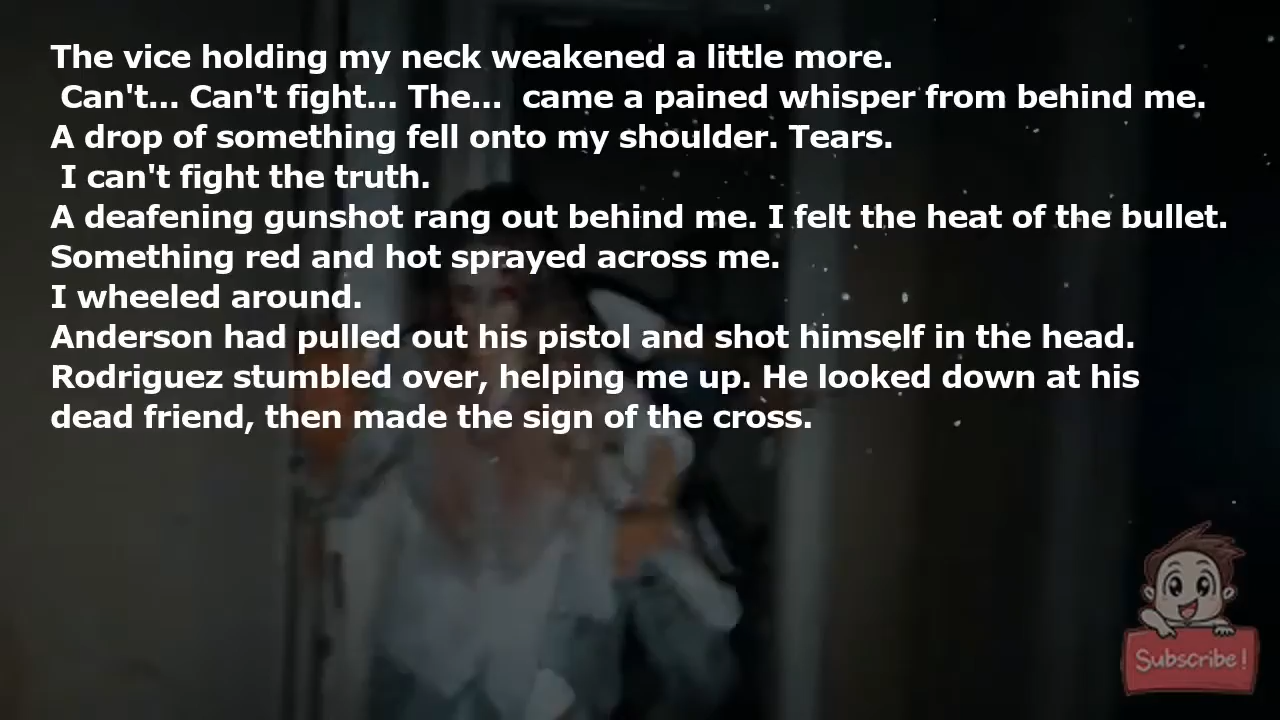 The vice holding my neck weakened a little more.
Can't... Can't fight... The...  came a pained whisper from behind me.
A drop of something fell onto my shoulder. Tears.
I can't fight the truth.
A deafening gunshot rang out behind me. I felt the heat of the bullet.
Something red and hot sprayed across me.
I wheeled around.
Anderson had pulled out his pistol and shot himself in the head.
Rodriguez stumbled over, helping me up. He looked down at his
dead friend, then made the sign of the cross.
Subscribe!